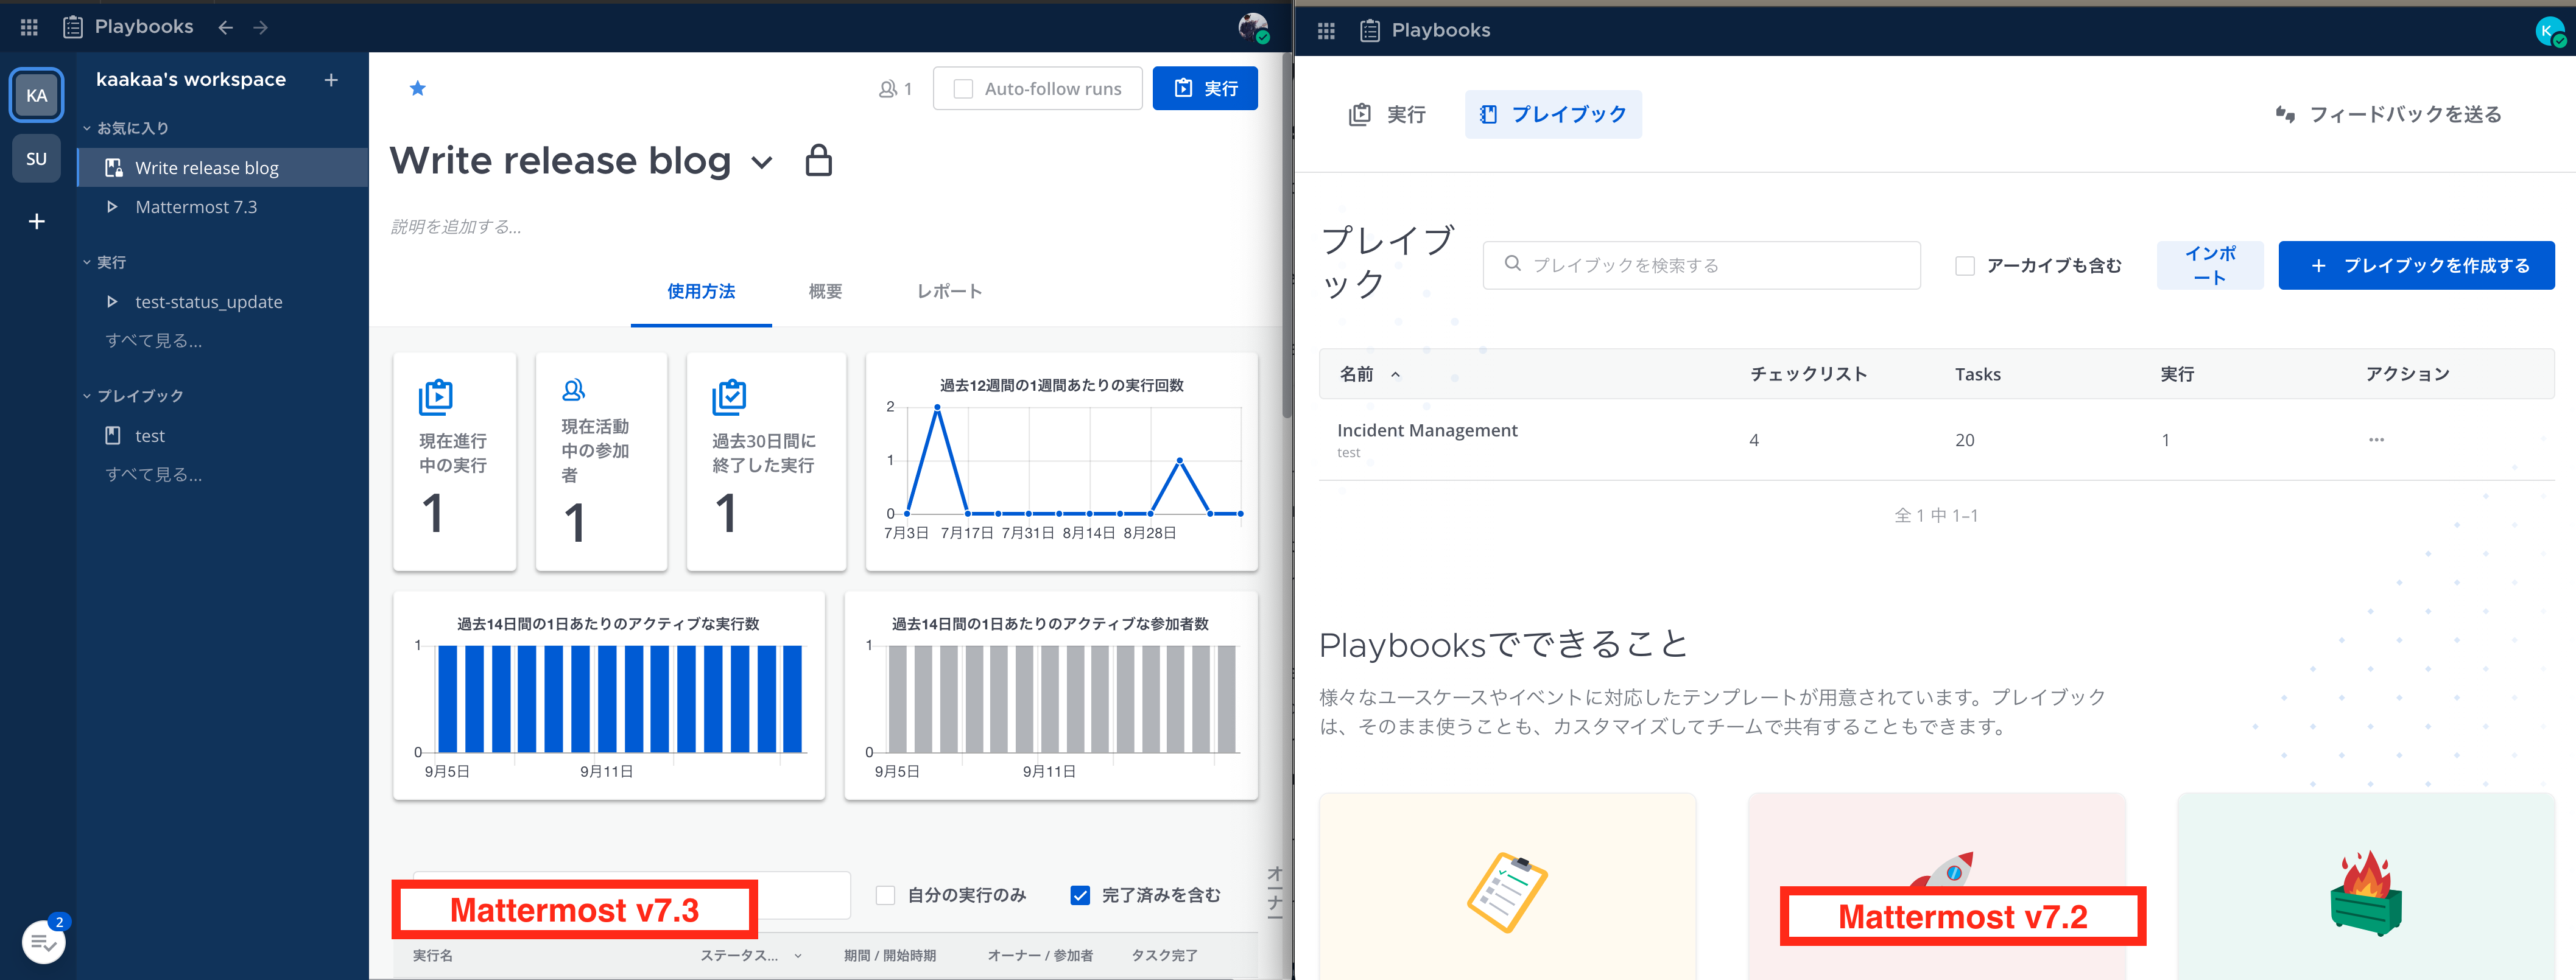 Playbooks
KA
SU
kaakaa's workspace
お気に入り
Write release blog
Mattermost 7.3
実行
test-status_update
すべて見る...
プレイブック
test
すべて見る...
2
1
Auto-follow runs
実行
Write release blog
説明を追加する...
使用方法
概要
レポート
現在進行
中の実行
1
現在活動
中の参加
者
1
過去30日間に
終了した実行
1
過去12週間の1週間あたりの実行回数
2
1
0
7月3日 7月17日 7月31日 8月14日 8月28日
過去14日間の1日あたりのアクティブな実行数
1
0
9月5日 9月11日
過去14日間の1日あたりのアクティブな参加者数
1
0
9月5日 9月11日
自分の実行のみ
完了済みを含む
オ
ー
ナ
ー
Mattermost v7.3
実行名 ステータス... 期間 / 開始時期 オーナー / 参加者 タスク完了
Playbooks
K
実行
プレイブック
フィードバックを送る
プレイブ
ック
プレイブックを検索する
アーカイブも含む
インポ
ート
+ プレイブックを作成する
名前 チェックリスト Tasks 実行 アクション
Incident Management
test
4 20 1
全 1 中 1–1
Playbooksでできること
様々なユースケースやイベントに対応したテンプレートが用意されています。プレイブック
は、そのまま使うことも、カスタマイズしてチームで共有することもできます。
Mattermost v7.2